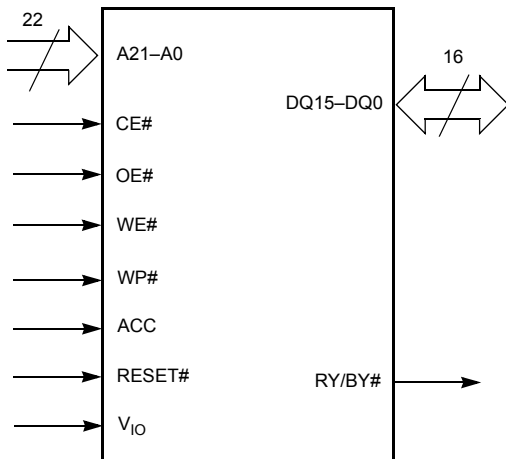 22
A21–A0
16
DQ15–DQ0
CE#
OE#
WE#
WP#
ACC
RESET#
RY/BY#
VIO